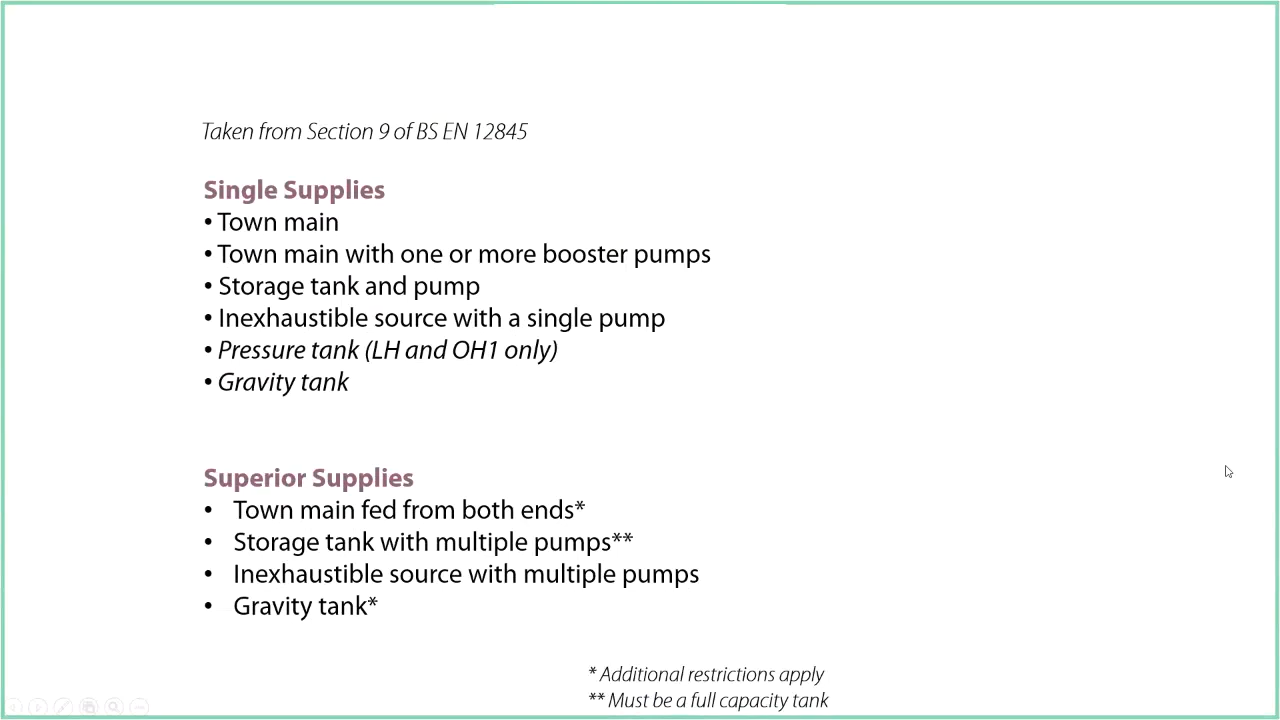 Taken from Section 9 of BS EN 12845
Single Supplies
• Town main
• Town main with one or more booster pumps
• Storage tank and pump
• Inexhaustible source with a single pump
• Pressure tank (LH and OH1 only)
• Gravity tank
Superior Supplies
• Town main fed from both ends*
• Storage tank with multiple pumps**
• Inexhaustible source with multiple pumps
• Gravity tank*
* Additional restrictions apply
** Must be a full capacity tank